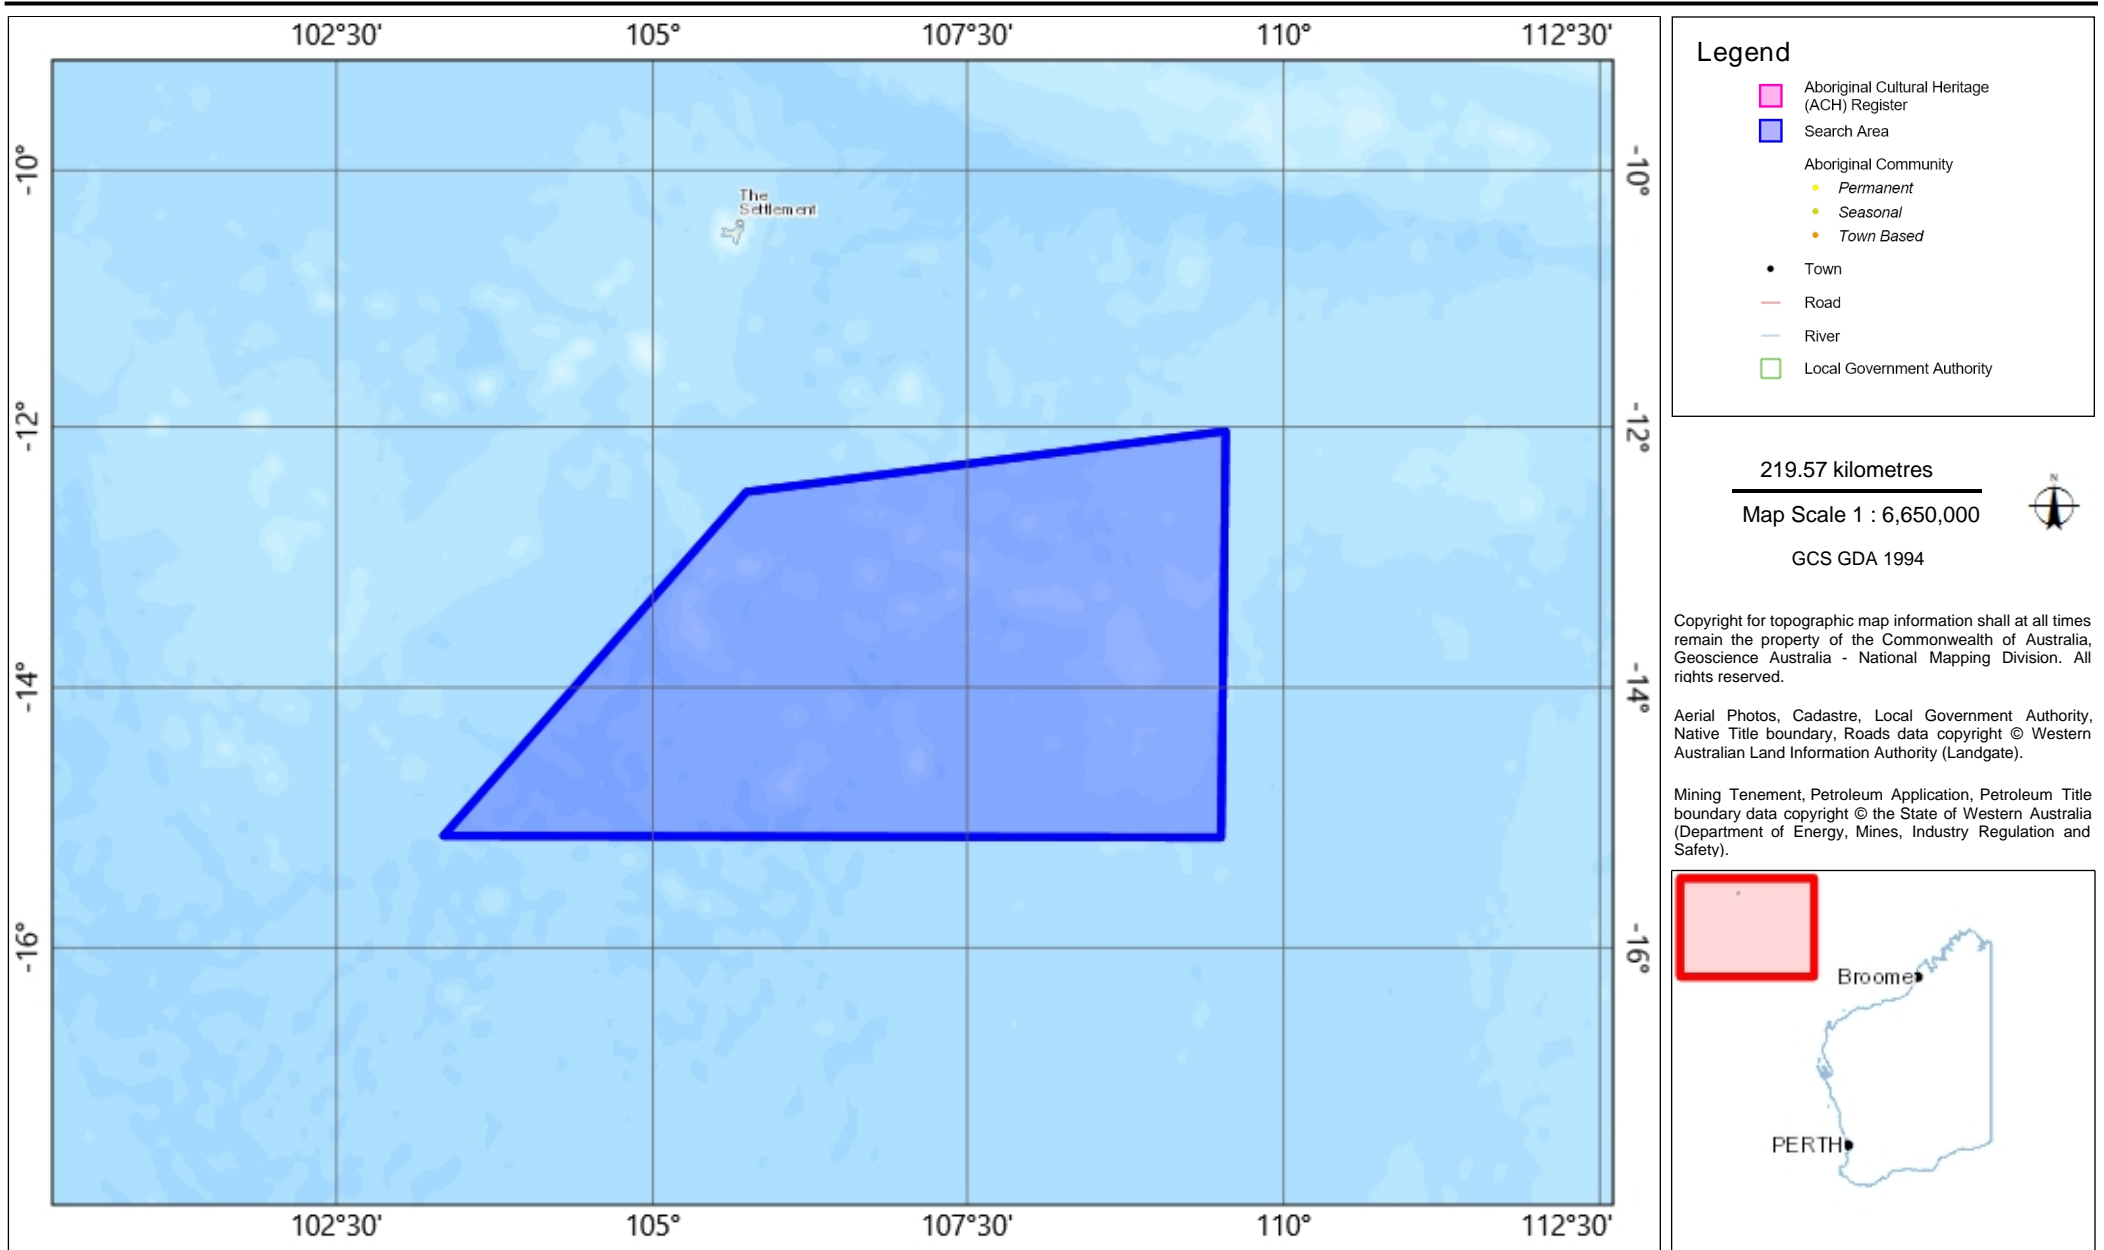 102°30' 105° 107°30' 110° 112°30'
-10° -10°
The
Settlement
-12° -12°
-14° -14°
-16° -16°
102°30' 105° 107°30' 110° 112°30'
Legend
Aboriginal Cultural Heritage
(ACH) Register
Search Area
Aboriginal Community
Permanent
Seasonal
Town Based
Town
Road
River
Local Government Authority
219.57 kilometres
Map Scale 1 : 6,650,000
GCS GDA 1994
N
Copyright for topographic map information shall at all times
remain the property of the Commonwealth of Australia,
Geoscience Australia - National Mapping Division. All
rights reserved.
Aerial Photos, Cadastre, Local Government Authority,
Native Title boundary, Roads data copyright © Western
Australian Land Information Authority (Landgate).
Mining Tenement, Petroleum Application, Petroleum Title
boundary data copyright © the State of Western Australia
(Department of Energy, Mines, Industry Regulation and
Safety).
Broome
PERTH